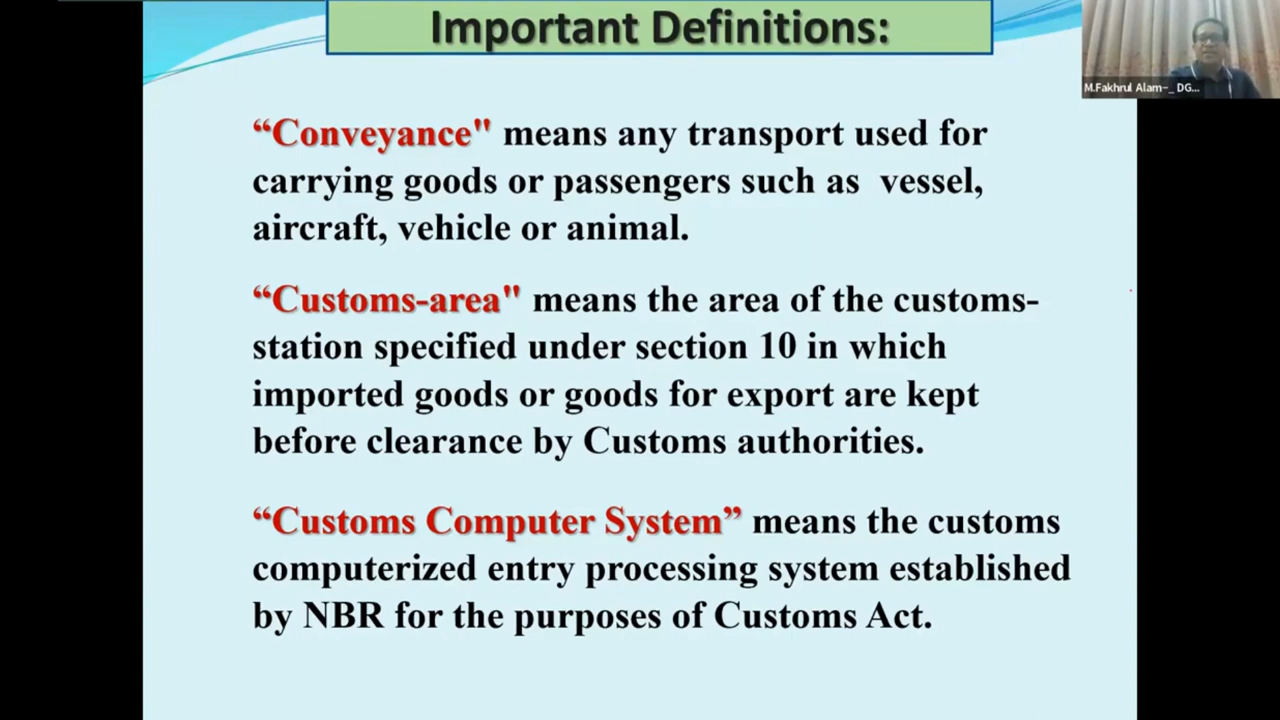 Important Definitions:
M.Fakhrul Alam-_ DG...
“Conveyance" means any transport used for
carrying goods or passengers such as vessel,
aircraft, vehicle or animal.
“Customs-area" means the area of the customs-
station specified under section 10 in which
imported goods or goods for export are kept
before clearance by Customs authorities.
“Customs Computer System” means the customs
computerized entry processing system established
by NBR for the purposes of Customs Act.